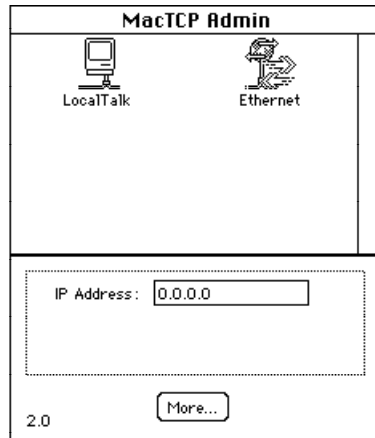 MacTCP Admin
LocalTalk Ethernet
IP Address: 0.0.0.0
More...
2.0